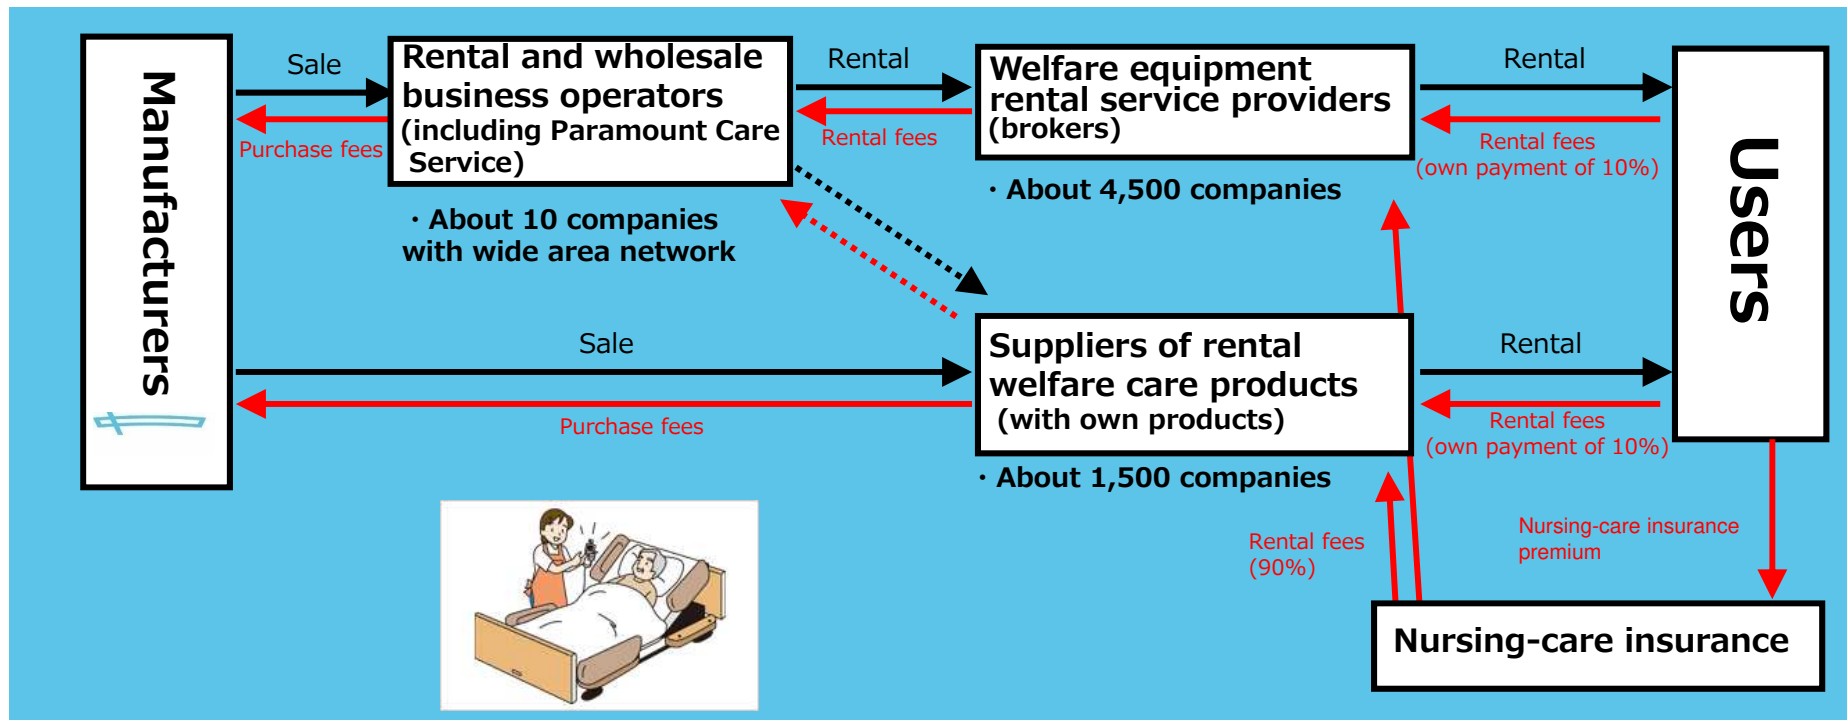 Manufacturers
Sale
Purchase fees
Rental and wholesale
business operators
(including Paramount Care
Service)
・About 10 companies
with wide area network
Rental
Rental fees
Welfare equipment
rental service providers
(brokers)
・About 4,500 companies
Rental
Rental fees
(own payment of 10%)
Users
Sale
Purchase fees
Suppliers of rental
welfare care products
(with own products)
・About 1,500 companies
Rental
Rental fees
(own payment of 10%)
Rental fees
(90%)
Nursing-care insurance
premium
Nursing-care insurance